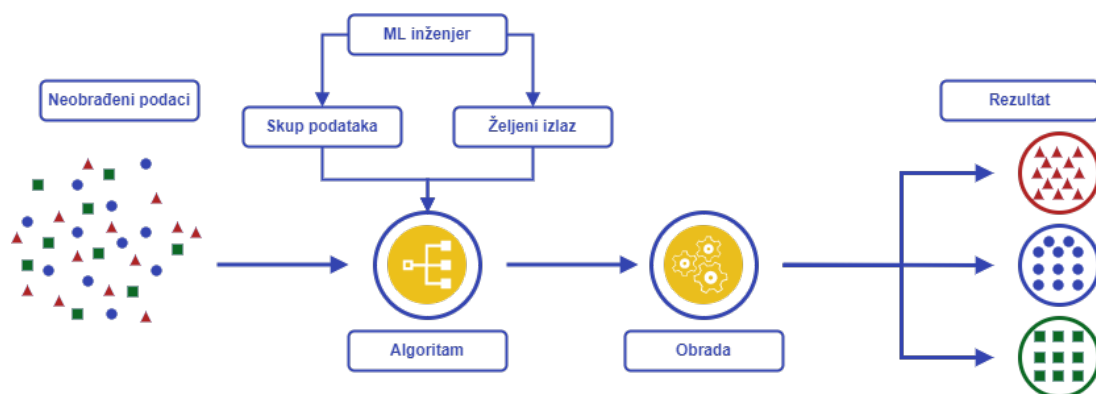 ML inženjer
Neobrađeni podaci
Skup podataka
Željeni izlaz
Rezultat
Algoritam
Obrada